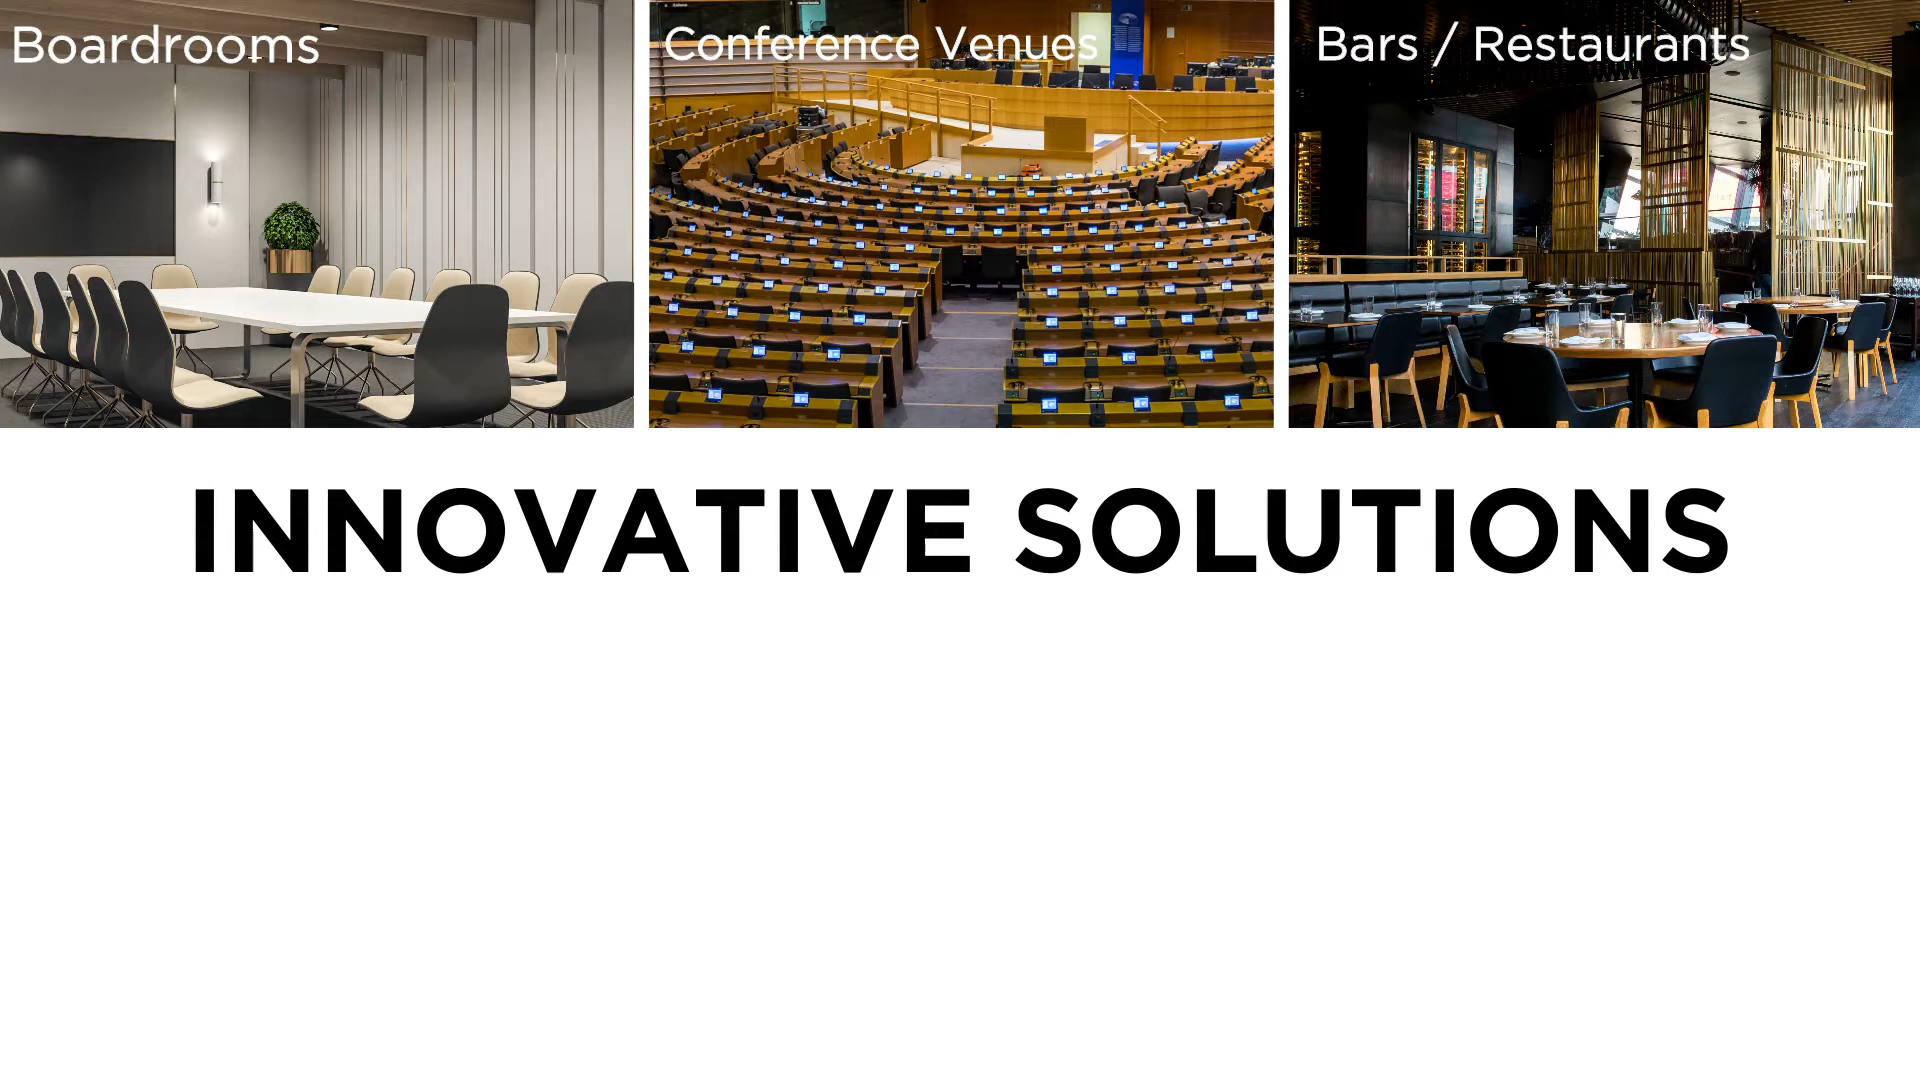 Boardrooms
Conference Venues
Bars / Restaurants
INNOVATIVE SOLUTIONS